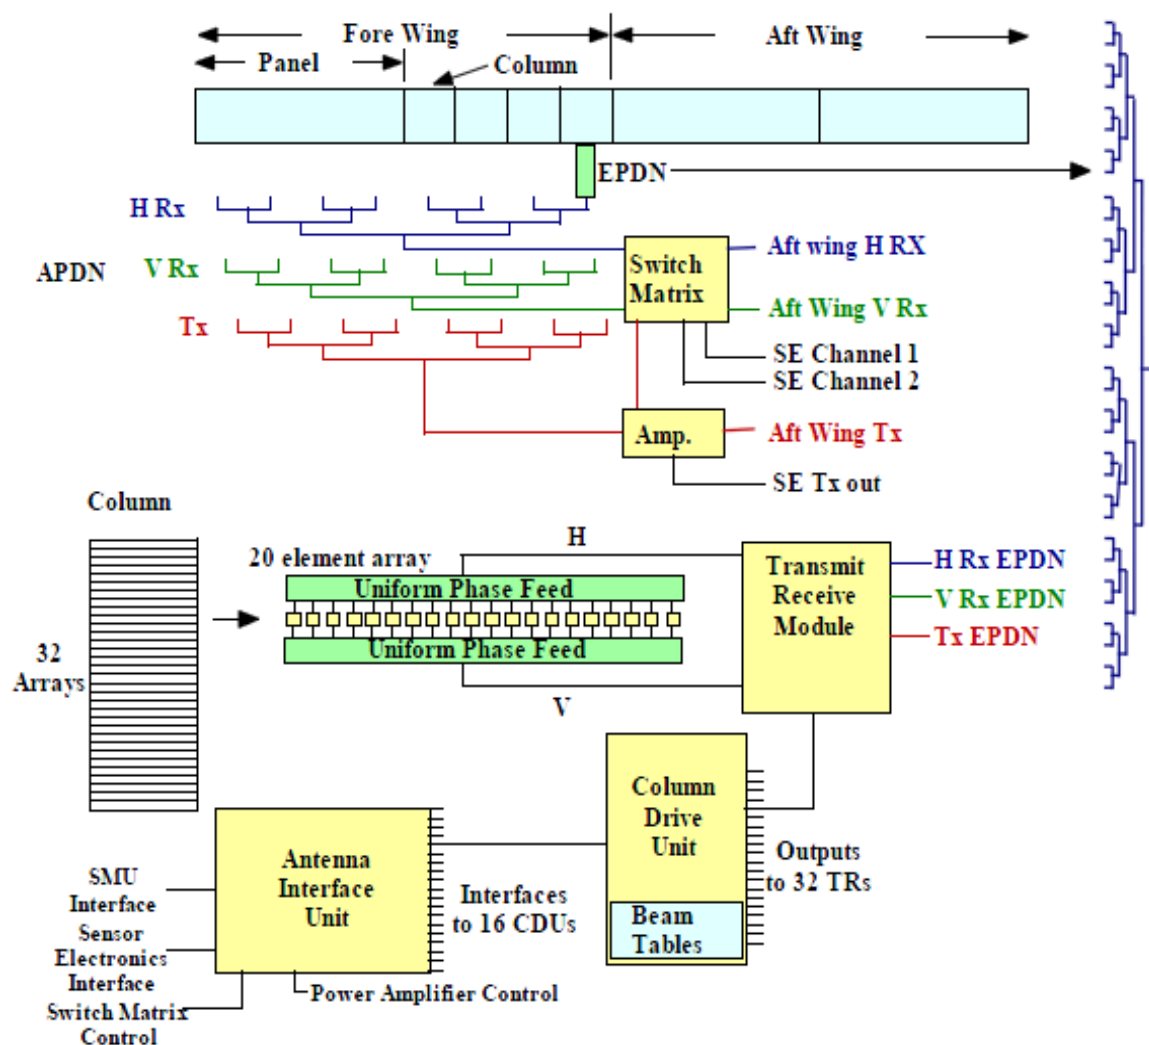 Fore Wing
Aft Wing
Panel
Column
EPDN
H Rx
Aft wing H RX
APDN
V Rx
Switch
Matrix
Aft Wing V Rx
Tx
SE Channel 1
SE Channel 2
Amp.
Aft Wing Tx
SE Tx out
Column
32
Arrays
20 element array
H
Uniform Phase Feed
Uniform Phase Feed
V
Transmit
Receive
Module
H Rx EPDN
V Rx EPDN
Tx EPDN
Column
Drive
Unit
Beam
Tables
Outputs
to 32 TRs
Antenna
Interface
Unit
Interfaces
to 16 CDUs
SMU
Interface
Sensor
Electronics
Interface
Switch Matrix
Control
Power Amplifier Control